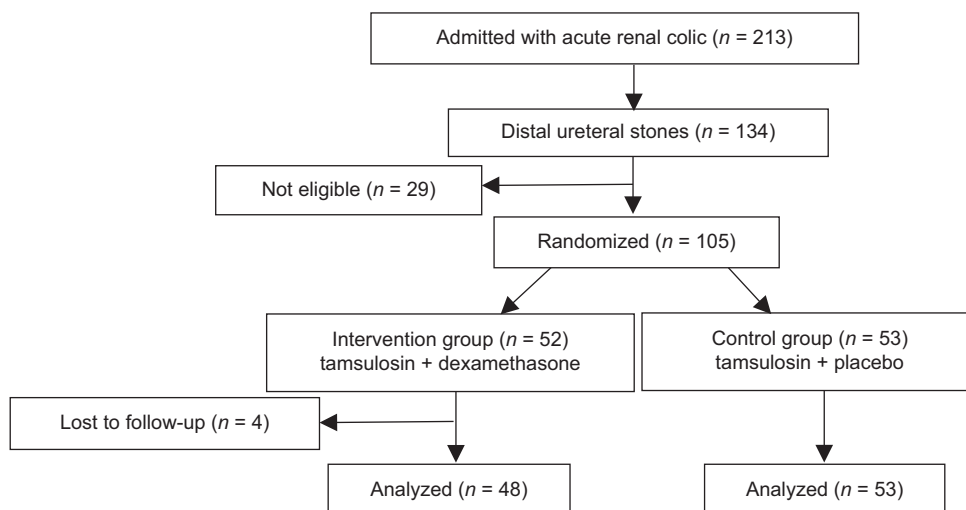 Admitted with acute renal colic (n = 213)
Distal ureteral stones (n = 134)
Not eligible (n = 29)
Randomized (n = 105)
Intervention group (n = 52)
tamsulosin + dexamethasone
Control group (n = 53)
tamsulosin + placebo
Lost to follow-up (n = 4)
Analyzed (n = 48)
Analyzed (n = 53)